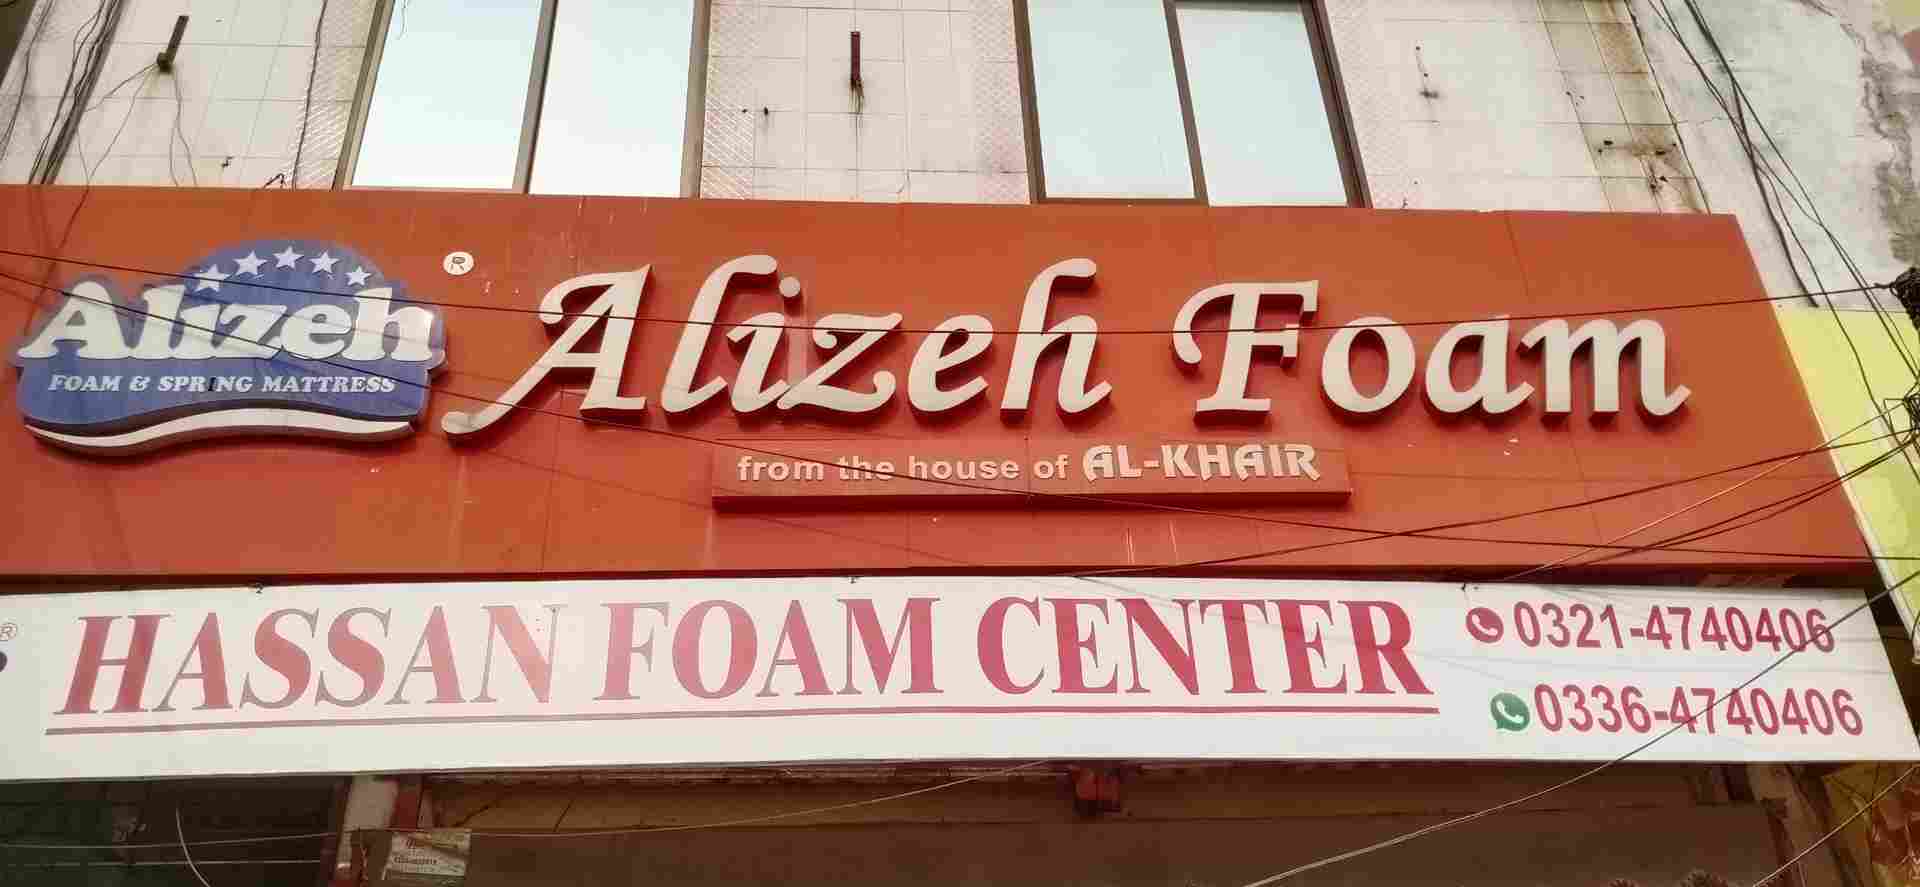 Alizeh
FOAM & SPRING MATTRESS
®
Alizeh Foam
from the house of AL-KHAIR
®
HASSAN FOAM CENTER
0321-4740406
0336-4740406